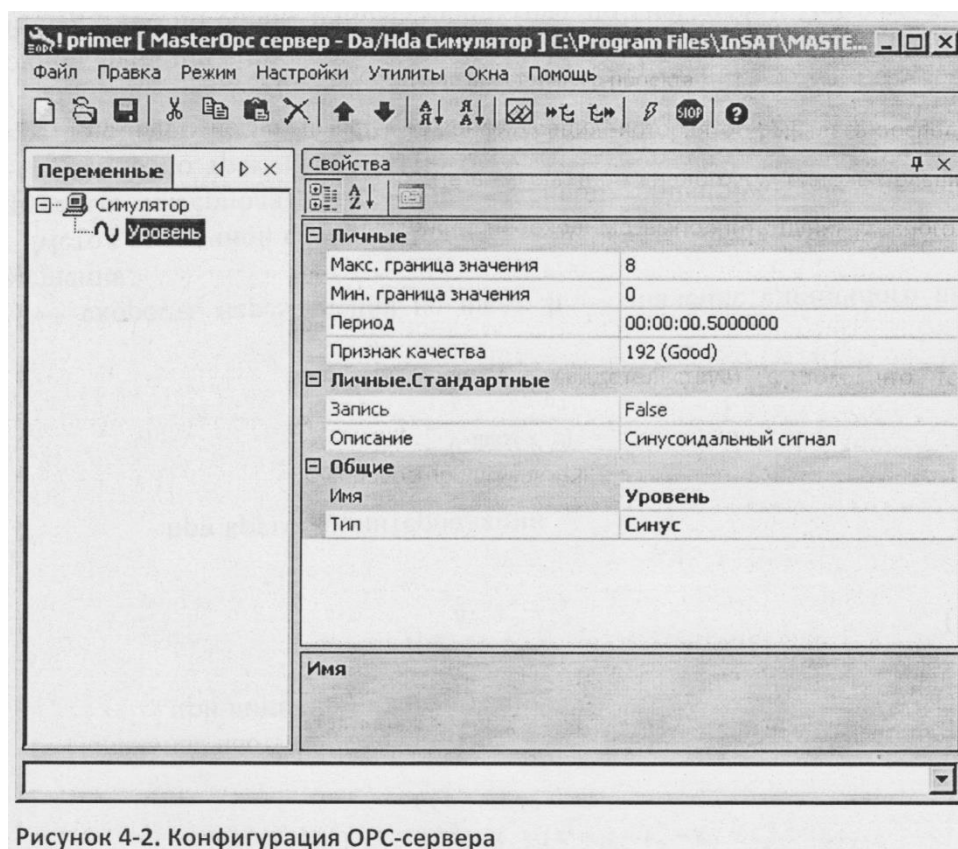 ! primer [ MasterOpc сервер - Da/Hda Симулятор ] C:\Program Files\InSAT\MASTE...
Файл Правка Режим Настройки Утилиты Окна Помощь
Переменные
Симулятор
Уровень
Свойства
Личные
Макс. граница значения 8
Мин. граница значения 0
Период 00:00:00.5000000
Признак качества 192 (Good)
Личные.Стандартные
Запись False
Описание Синусоидальный сигнал
Общие
Имя Уровень
Тип Синус
Имя
Рисунок 4-2. Конфигурация OPC-сервера